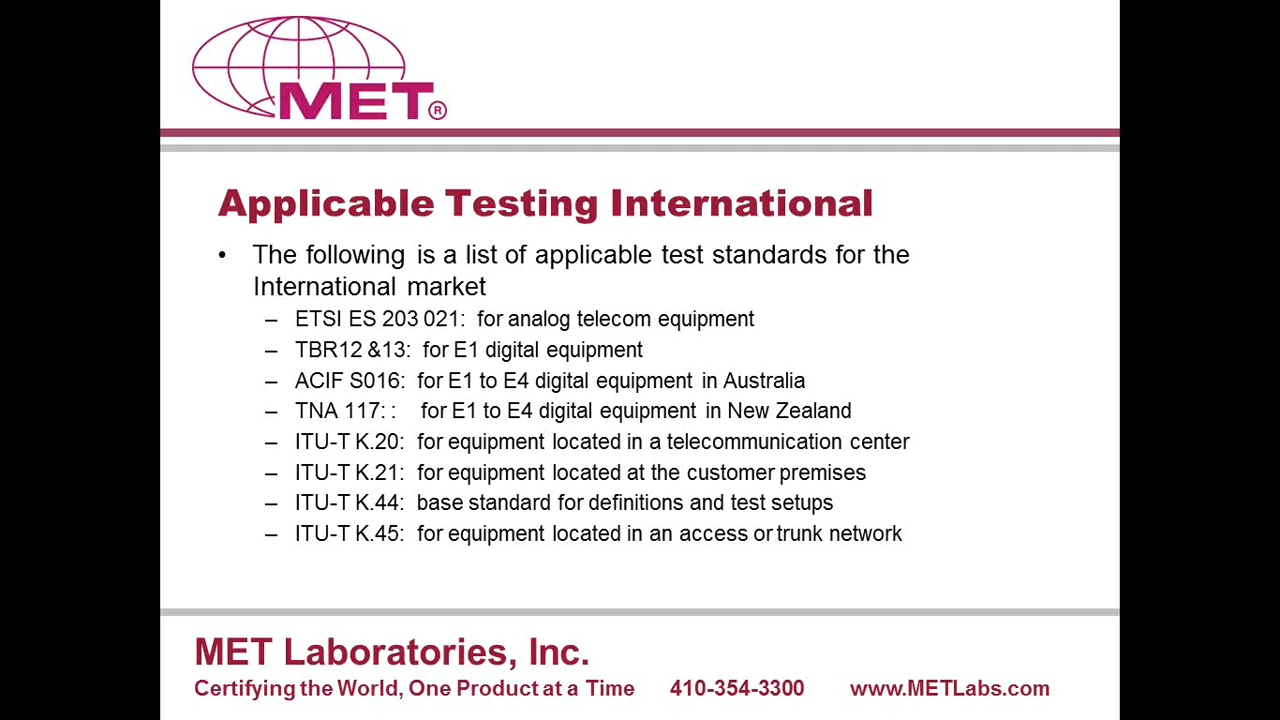 MET®
Applicable Testing International
• The following is a list of applicable test standards for the
International market
– ETSI ES 203 021: for analog telecom equipment
– TBR12 &13: for E1 digital equipment
– ACIF S016: for E1 to E4 digital equipment in Australia
– TNA 117: : for E1 to E4 digital equipment in New Zealand
– ITU-T K.20: for equipment located in a telecommunication center
– ITU-T K.21: for equipment located at the customer premises
– ITU-T K.44: base standard for definitions and test setups
– ITU-T K.45: for equipment located in an access or trunk network
MET Laboratories, Inc.
Certifying the World, One Product at a Time 410-354-3300 www.METLabs.com